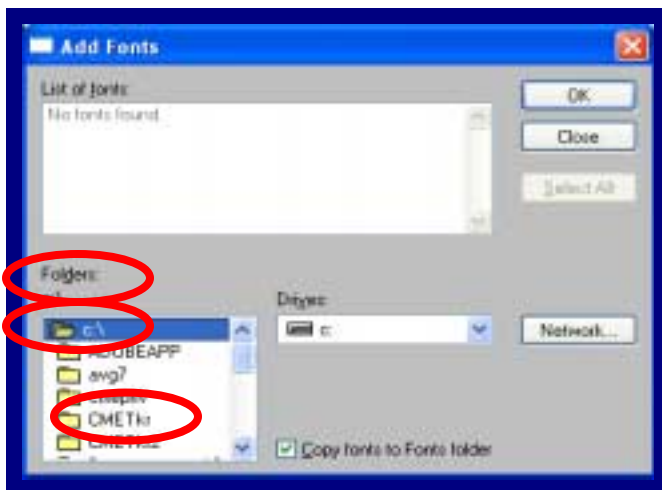 Add Fonts
List of fonts:
No fonts found.
OK
Close
Select All
Folders:
Drives:
c:\
c:
Network...
ADOBEAPP
avg7
CMETkr
Copy fonts to Fonts folder